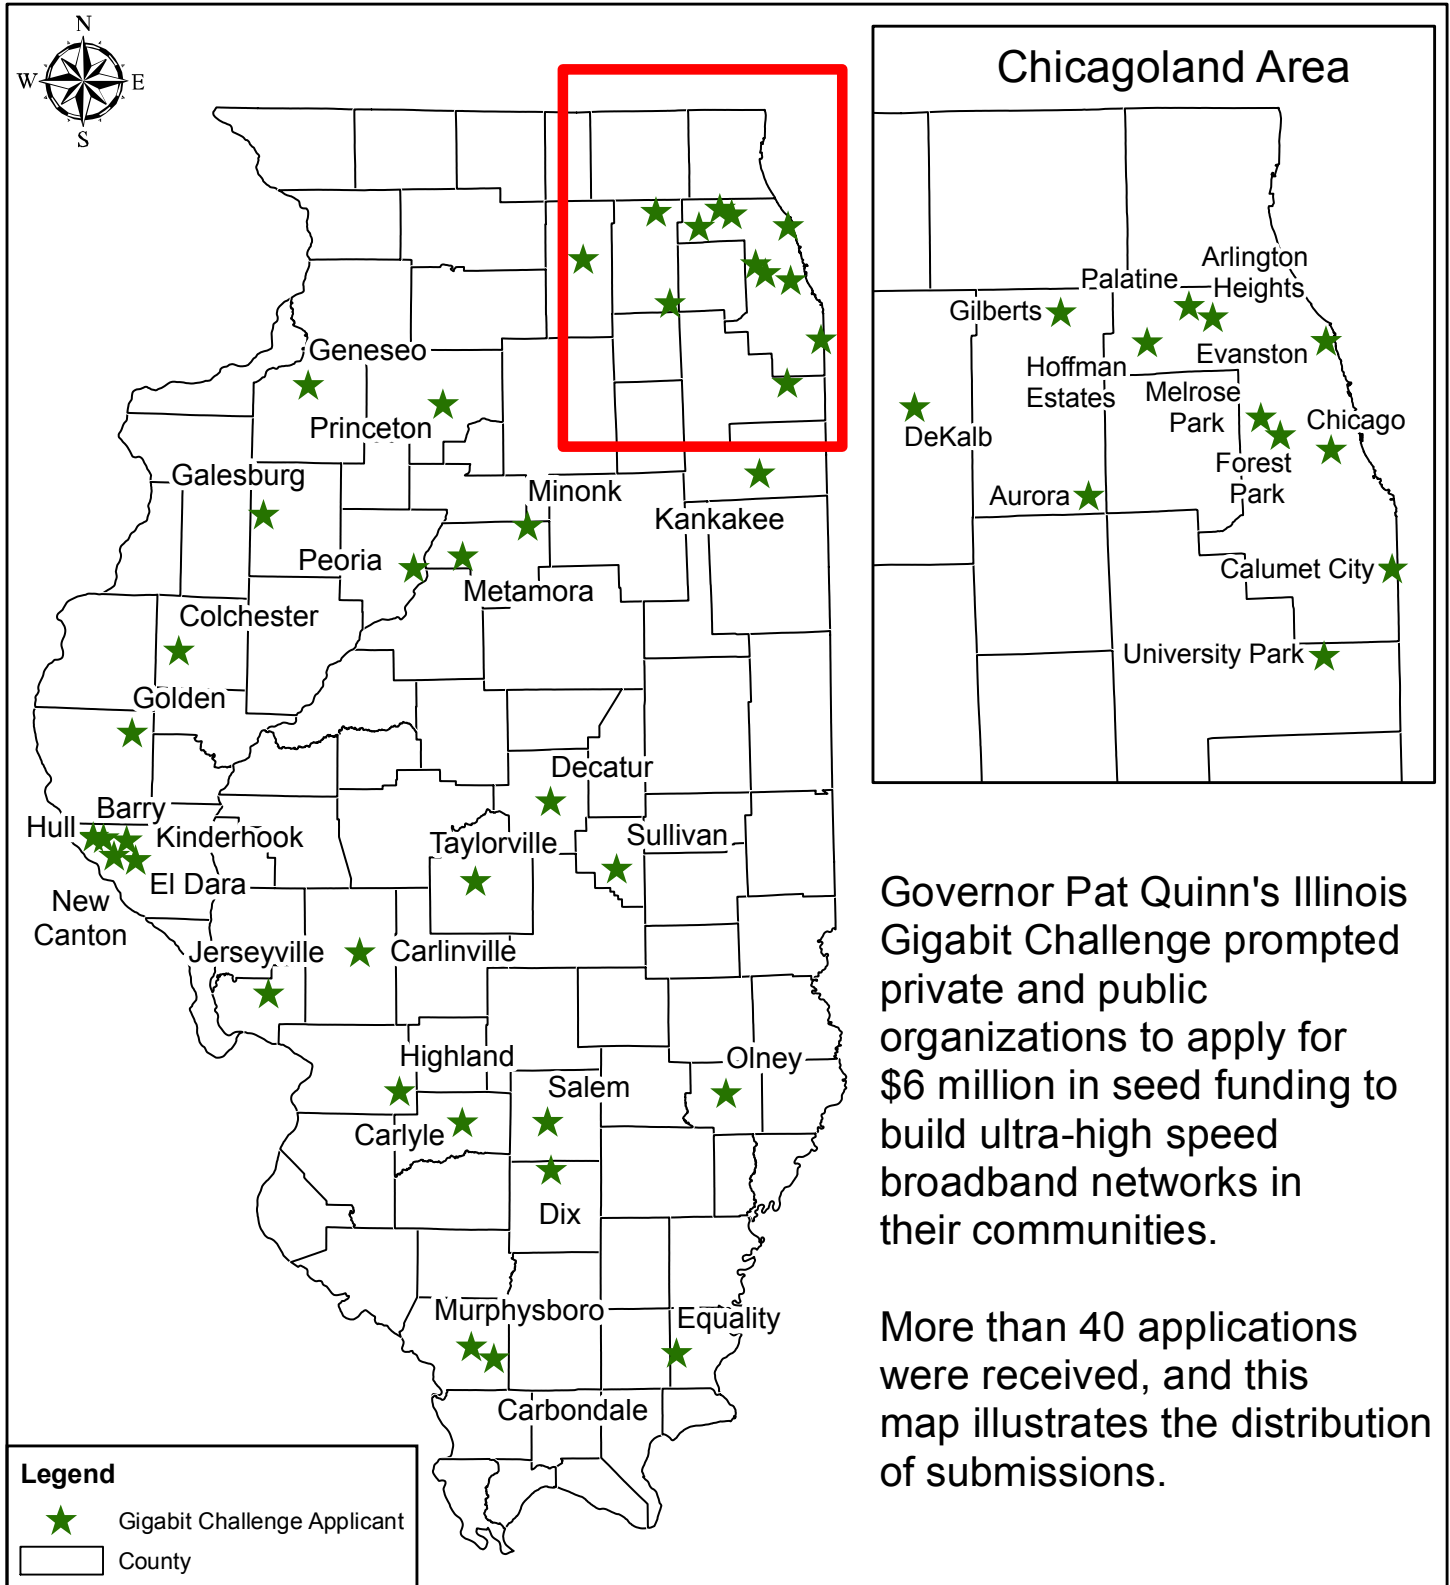 N
W
E
S
Chicagoland Area
Arlington
Heights
Palatine
Gilberts
Hoffman
Estates
Evanston
Melrose
Park
Chicago
DeKalb
Forest
Park
Aurora
Calumet City
University Park
Geneseo
Princeton
Galesburg
Minonk
Kankakee
Peoria
Metamora
Colchester
Golden
Decatur
Barry
Hull
Kinderhook
Taylorville
Sullivan
El Dara
New
Canton
Jerseyville
Carlinville
Highland
Olney
Salem
Carlyle
Dix
Murphysboro
Equality
Carbondale
Governor Pat Quinn's Illinois
Gigabit Challenge prompted
private and public
organizations to apply for
$6 million in seed funding to
build ultra-high speed
broadband networks in
their communities.
More than 40 applications
were received, and this
map illustrates the distribution
of submissions.
Legend
Gigabit Challenge Applicant
County